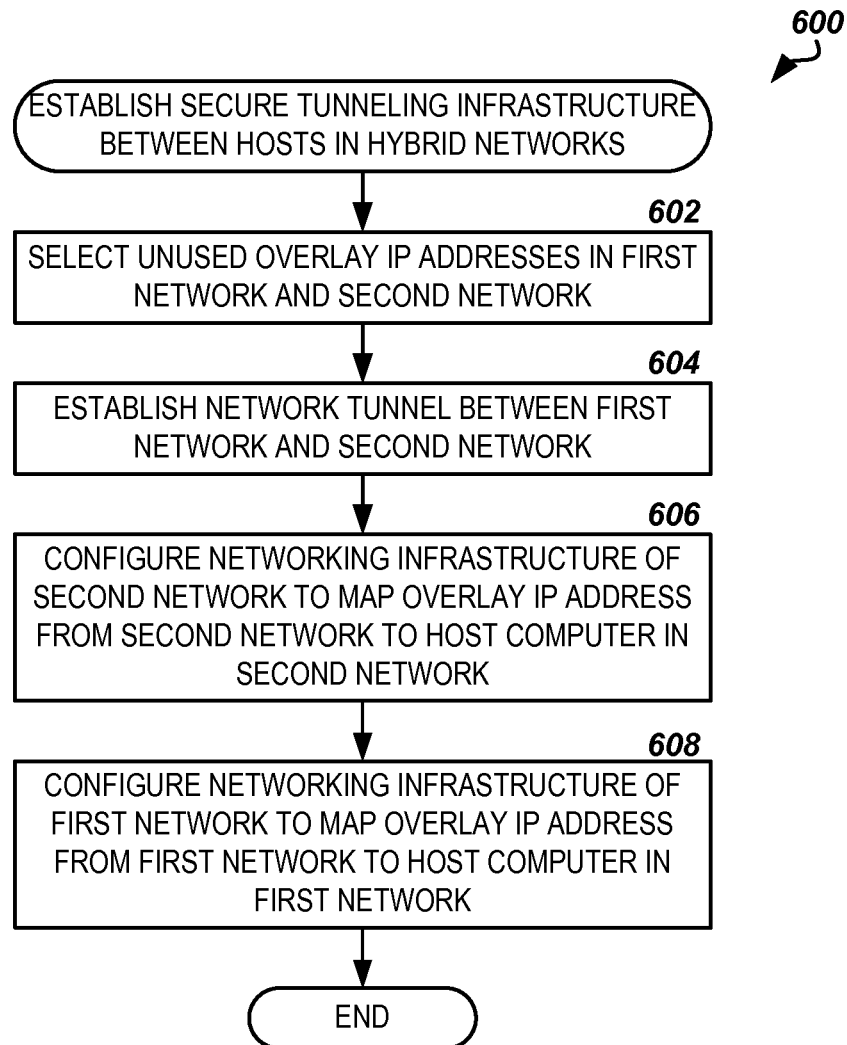 600
ESTABLISH SECURE TUNNELING INFRASTRUCTURE
BETWEEN HOSTS IN HYBRID NETWORKS
602
SELECT UNUSED OVERLAY IP ADDRESSES IN FIRST
NETWORK AND SECOND NETWORK
604
ESTABLISH NETWORK TUNNEL BETWEEN FIRST
NETWORK AND SECOND NETWORK
606
CONFIGURE NETWORKING INFRASTRUCTURE OF
SECOND NETWORK TO MAP OVERLAY IP ADDRESS
FROM SECOND NETWORK TO HOST COMPUTER IN
SECOND NETWORK
608
CONFIGURE NETWORKING INFRASTRUCTURE OF
FIRST NETWORK TO MAP OVERLAY IP ADDRESS
FROM FIRST NETWORK TO HOST COMPUTER IN
FIRST NETWORK
END